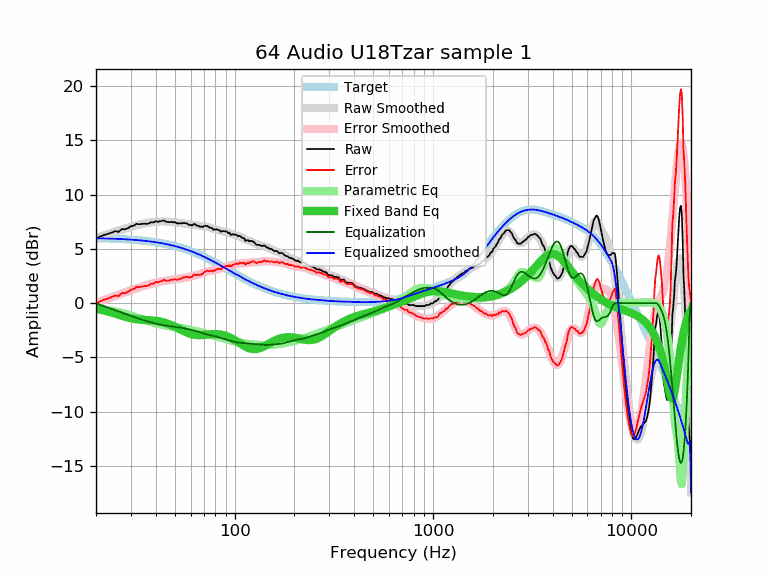 64 Audio U18Tzar sample 1
Target
Raw Smoothed
Error Smoothed
Raw
Error
Parametric Eq
Fixed Band Eq
Equalization
Equalized smoothed
20
15
10
5
0
−5
−10
−15
Amplitude (dBr)
100
1000
10000
Frequency (Hz)